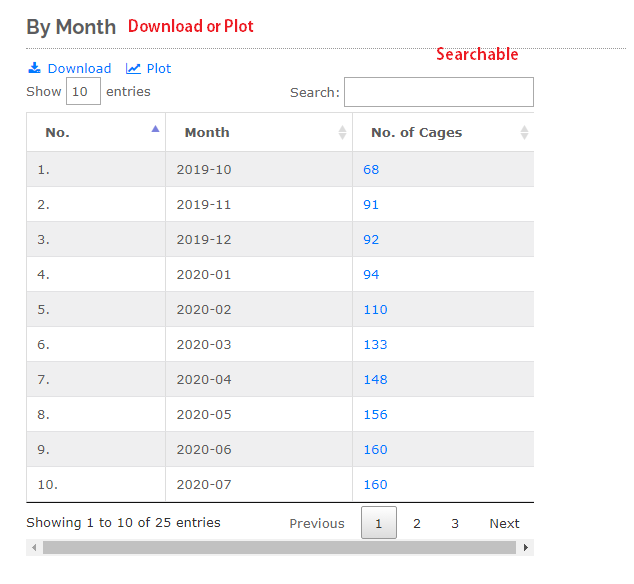 By Month Download or Plot
Searchable
Download Plot
Show 10 entries Search:
No. Month No. of Cages
1. 2019-10 68
2. 2019-11 91
3. 2019-12 92
4. 2020-01 94
5. 2020-02 110
6. 2020-03 133
7. 2020-04 148
8. 2020-05 156
9. 2020-06 160
10. 2020-07 160
Showing 1 to 10 of 25 entries Previous 1 2 3 Next